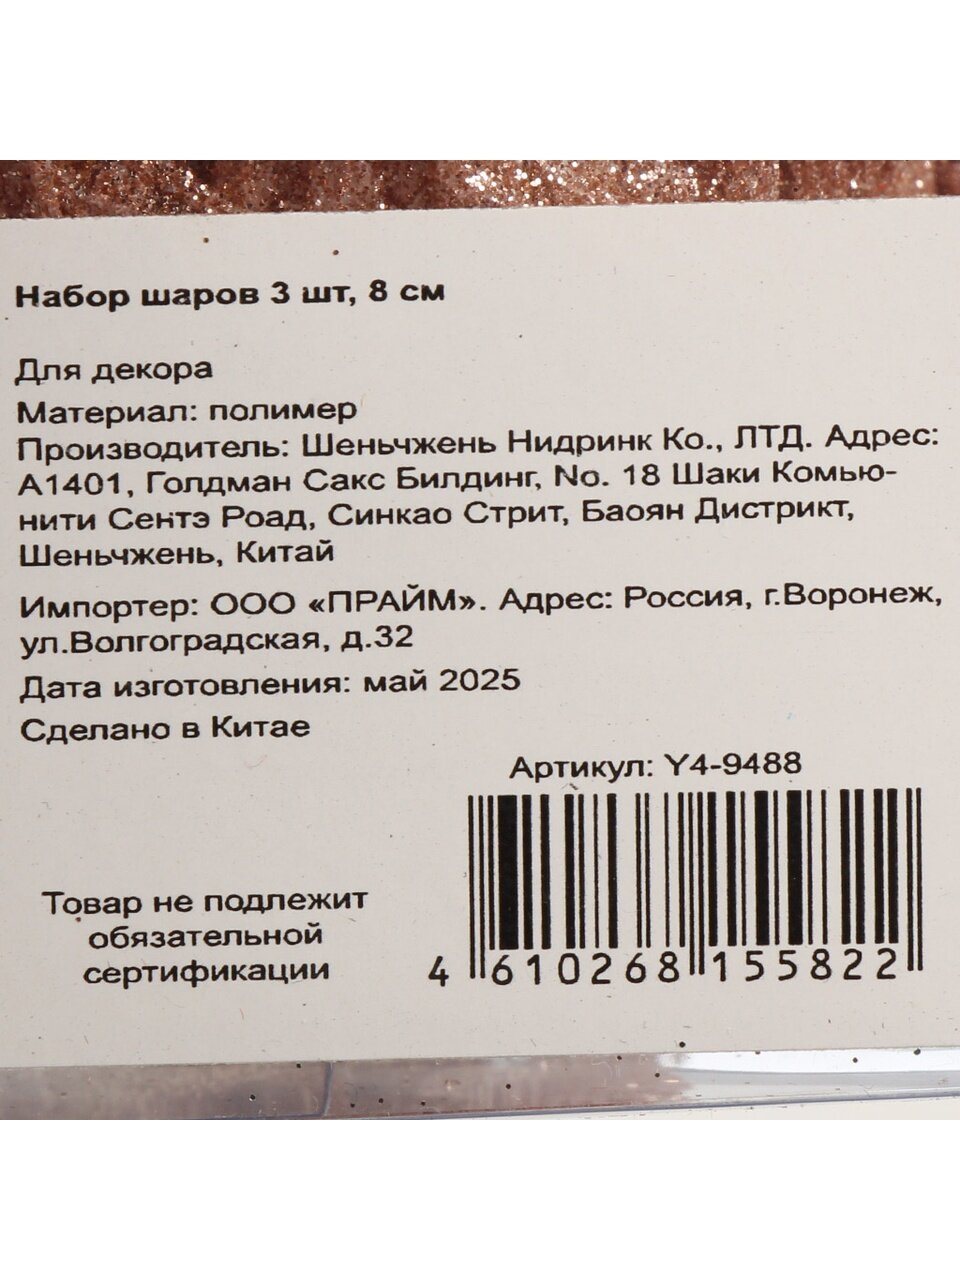 Набор шаров 3 шт, 8 см
Для декора
Материал: полимер
Производитель: Шеньчжень Нидринк Ко., ЛТД. Адрес:
А1401, Голдман Сакс Билдинг, No. 18 Шаки Комью-
нити Сентэ Роад, Синкао Стрит, Баоян Дистрикт,
Шеньчжень, Китай
Импортер: ООО «ПРАЙМ». Адрес: Россия, г.Воронеж,
ул.Волгоградская, д.32
Дата изготовления: май 2025
Сделано в Китае
Артикул: Y4-9488
Товар не подлежит
обязательной
сертификации
4 610268 155822